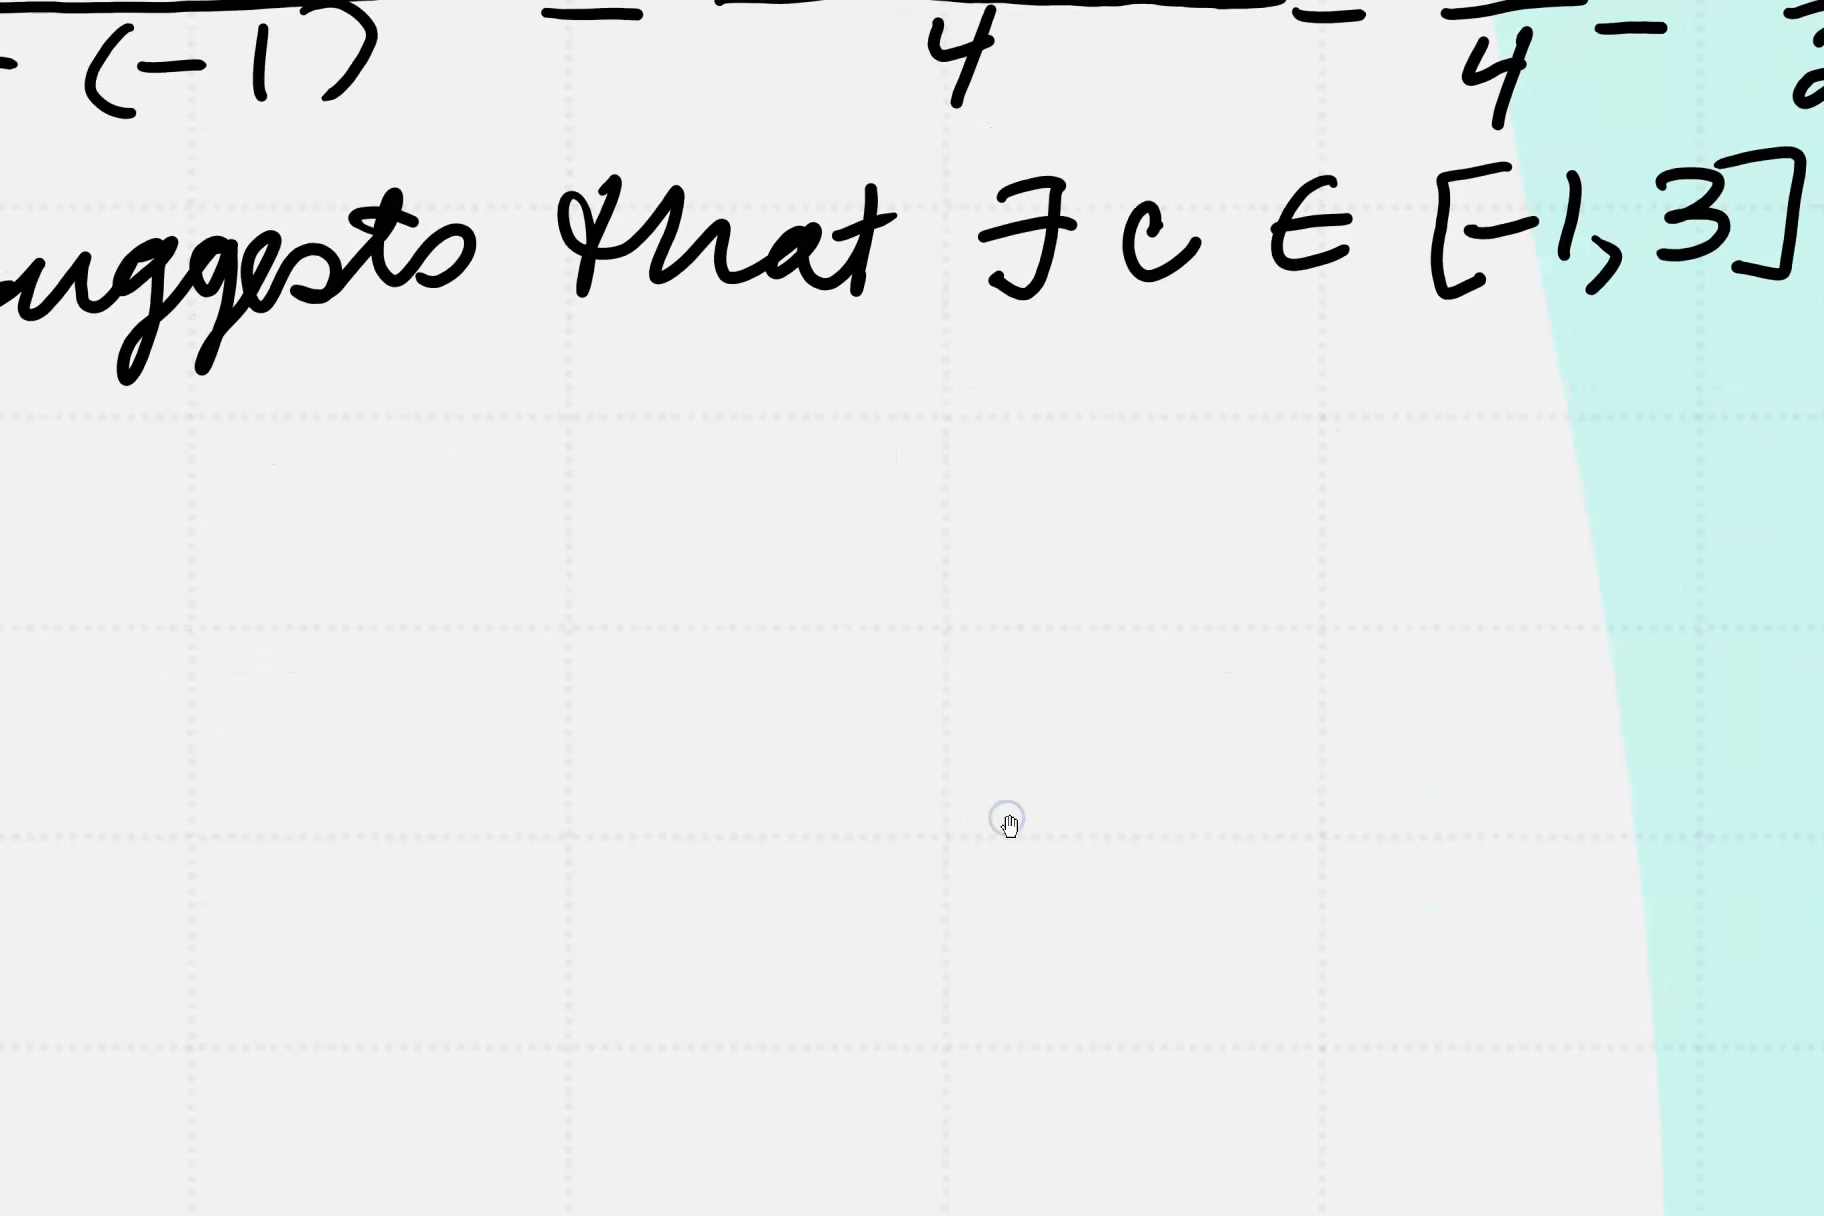 - (-1) = 4 = 4 =
uggests that ∃ c ∈ [-1, 3]